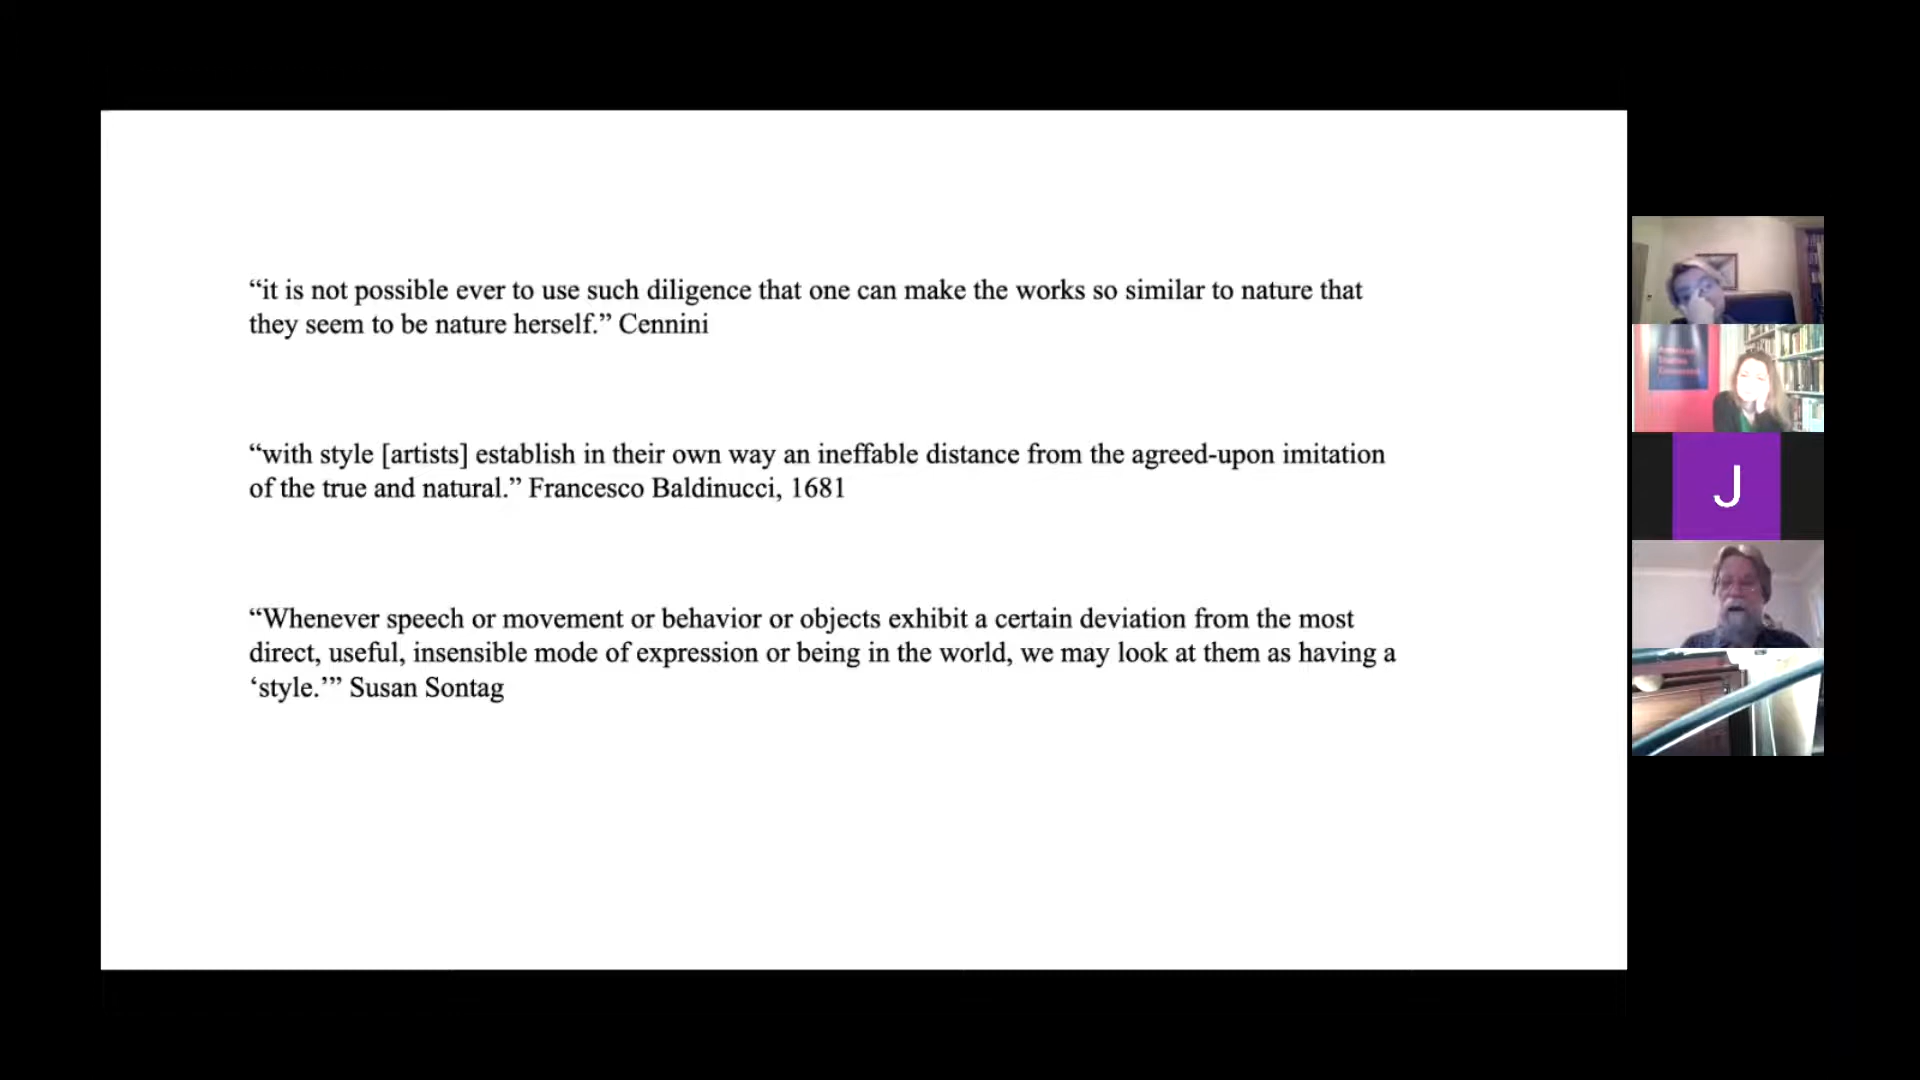 “it is not possible ever to use such diligence that one can make the works so similar to nature that
they seem to be nature herself.” Cennini
“with style [artists] establish in their own way an ineffable distance from the agreed-upon imitation
of the true and natural.” Francesco Baldinucci, 1681
“Whenever speech or movement or behavior or objects exhibit a certain deviation from the most
direct, useful, insensible mode of expression or being in the world, we may look at them as having a
‘style.’” Susan Sontag
J